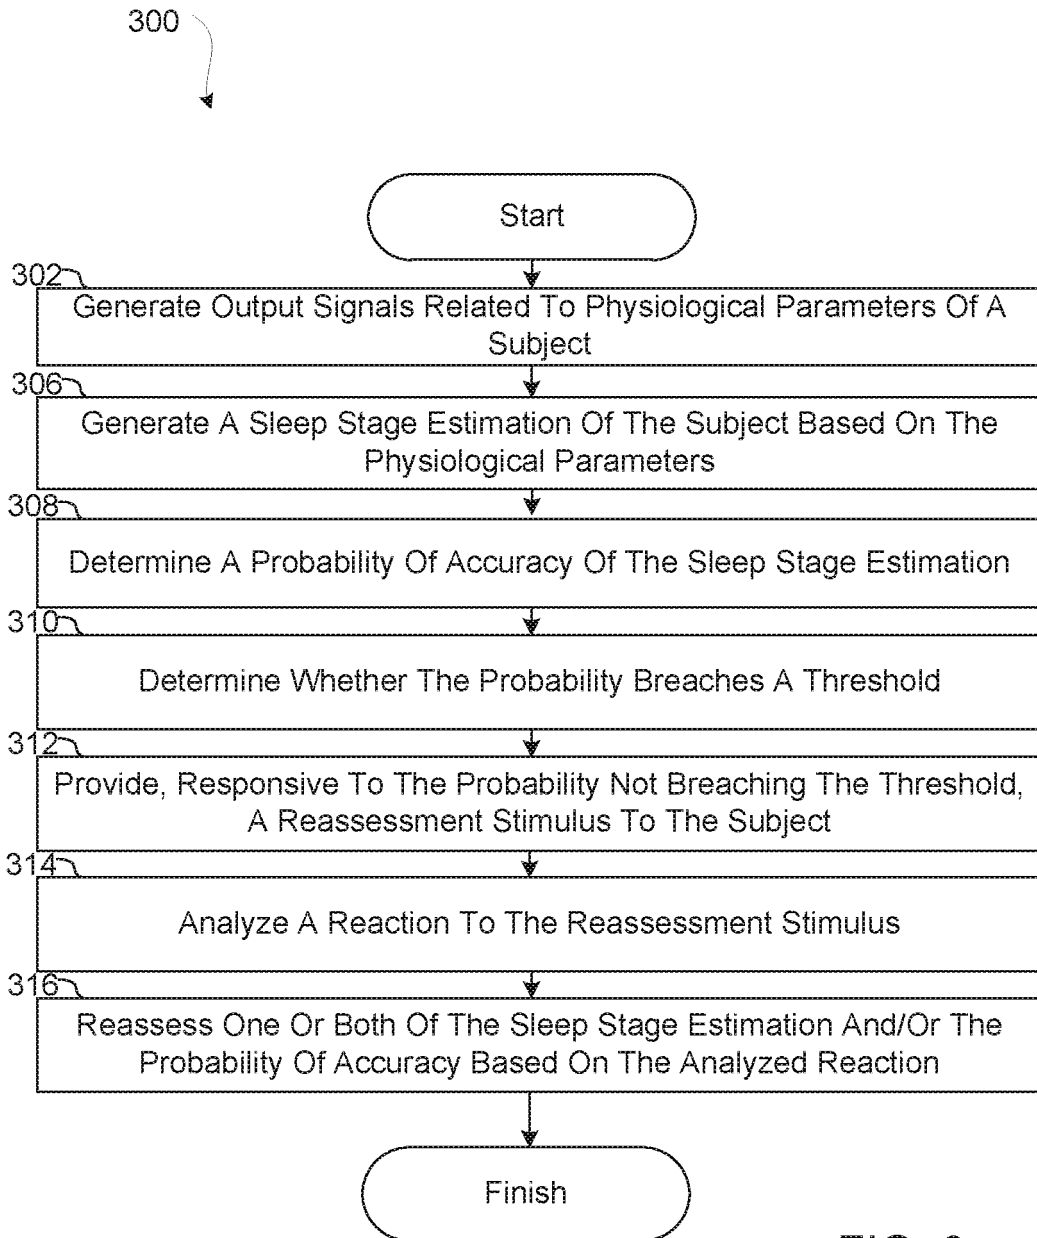 300
Start
302
Generate Output Signals Related To Physiological Parameters Of A
Subject
306
Generate A Sleep Stage Estimation Of The Subject Based On The
Physiological Parameters
308
Determine A Probability Of Accuracy Of The Sleep Stage Estimation
310
Determine Whether The Probability Breaches A Threshold
312
Provide, Responsive To The Probability Not Breaching The Threshold,
A Reassessment Stimulus To The Subject
314
Analyze A Reaction To The Reassessment Stimulus
316
Reassess One Or Both Of The Sleep Stage Estimation And/Or The
Probability Of Accuracy Based On The Analyzed Reaction
Finish